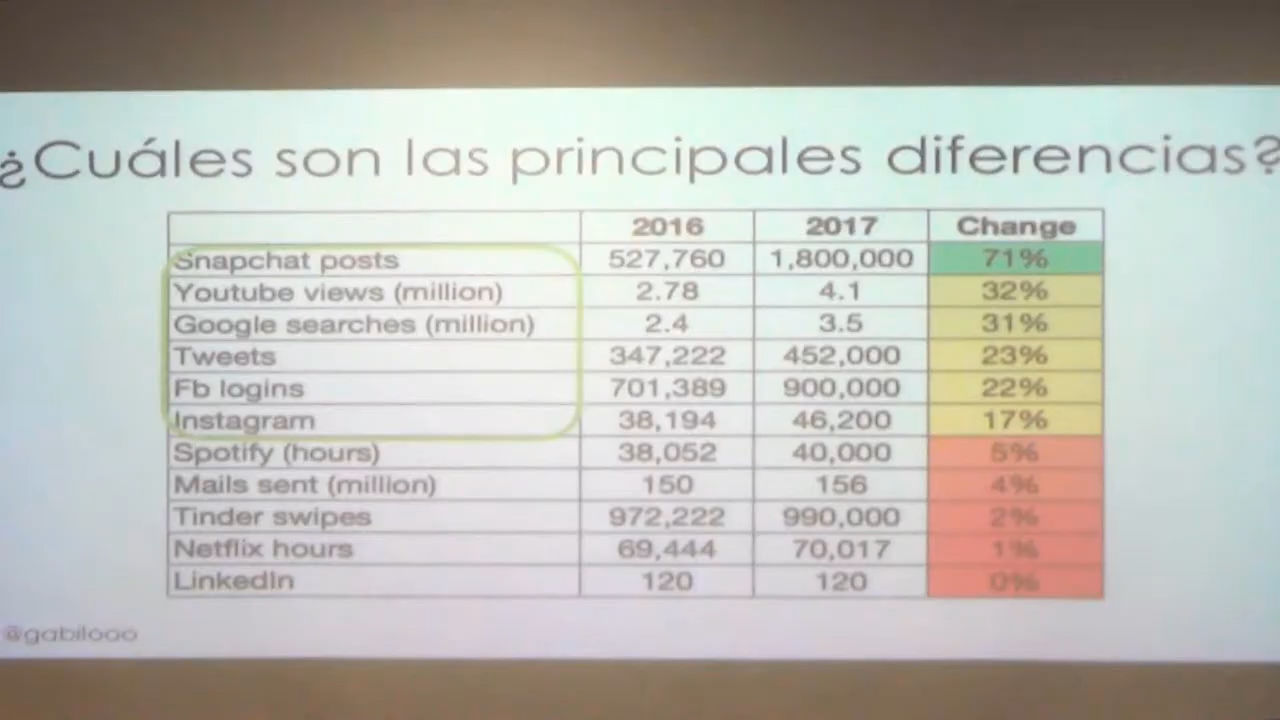 ¿Cuáles son las principales diferencias?
2016 2017 Change
Snapchat posts 527,760 1,800,000 71%
Youtube views (million) 2.78 4.1 32%
Google searches (million) 2.4 3.5 31%
Tweets 347,222 452,000 23%
Fb logins 701,389 900,000 22%
Instagram 38,194 46,200 17%
Spotify (hours) 38,052 40,000 5%
Mails sent (million) 150 156 4%
Tinder swipes 972,222 990,000 2%
Netflix hours 69,444 70,017 1%
LinkedIn 120 120 0%
@gabilooo